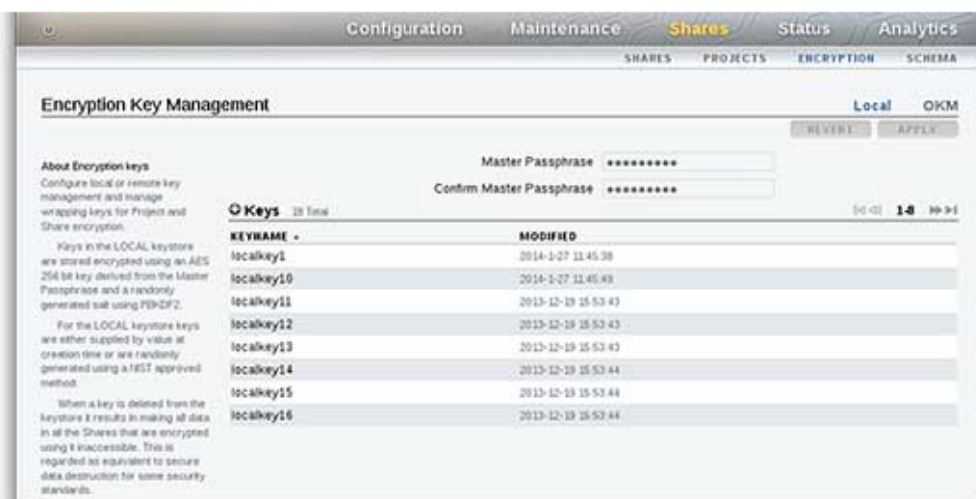 Configuration Maintenance Shares Status Analytics
SHARES PROJECTS ENCRYPTION SCHEMA
Encryption Key Management
Local OKM
REVERT APPLY
About Encryption keys
Configure local or remote key
management and manage
wrapping keys for Project and
Share encryption.
Keys in the LOCAL keystore
are stored encrypted using an AES
256 bit key derived from the Master
Passphrase and a randomly
generated salt using PBKDF2.
For the LOCAL keystore keys
are either supplied by value at
creation time or are randomly
generated using a NIST approved
method.
When a key is deleted from the
keystore it results in making all data
in all the Shares that are encrypted
using it inaccessible. This is
regarded as equivalent to secure
data destruction for some security
standards.
Master Passphrase •••••••••
Confirm Master Passphrase •••••••••
Keys Total 1-8
KEYNAME MODIFIED
localkey1 2014-1-27 11:45:38
localkey10 2014-1-27 11:45:49
localkey11 2013-12-19 15:53:43
localkey12 2013-12-19 15:53:43
localkey13 2013-12-19 15:53:43
localkey14 2013-12-19 15:53:44
localkey15 2013-12-19 15:53:44
localkey16 2013-12-19 15:53:44